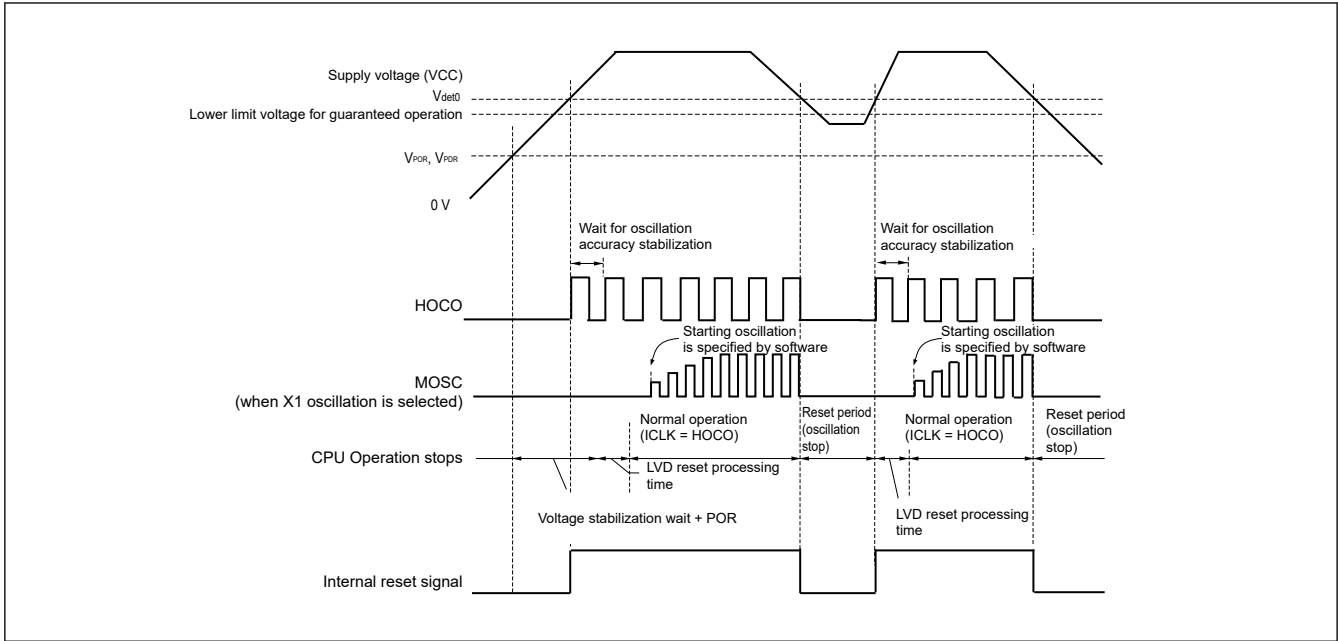 Supply voltage (VCC)
Vdet0
Lower limit voltage for guaranteed operation
VPOR, VPDR
0 V
Wait for oscillation
accuracy stabilization
Wait for oscillation
accuracy stabilization
HOCO
Starting oscillation
is specified by software
Starting oscillation
is specified by software
MOSC
(when X1 oscillation is selected)
Normal operation
(ICLK = HOCO)
Reset period
(oscillation
stop)
Normal operation
(ICLK = HOCO)
Reset period
(oscillation
stop)
CPU Operation stops
LVD reset processing
time
Voltage stabilization wait + POR
LVD reset processing
time
Internal reset signal